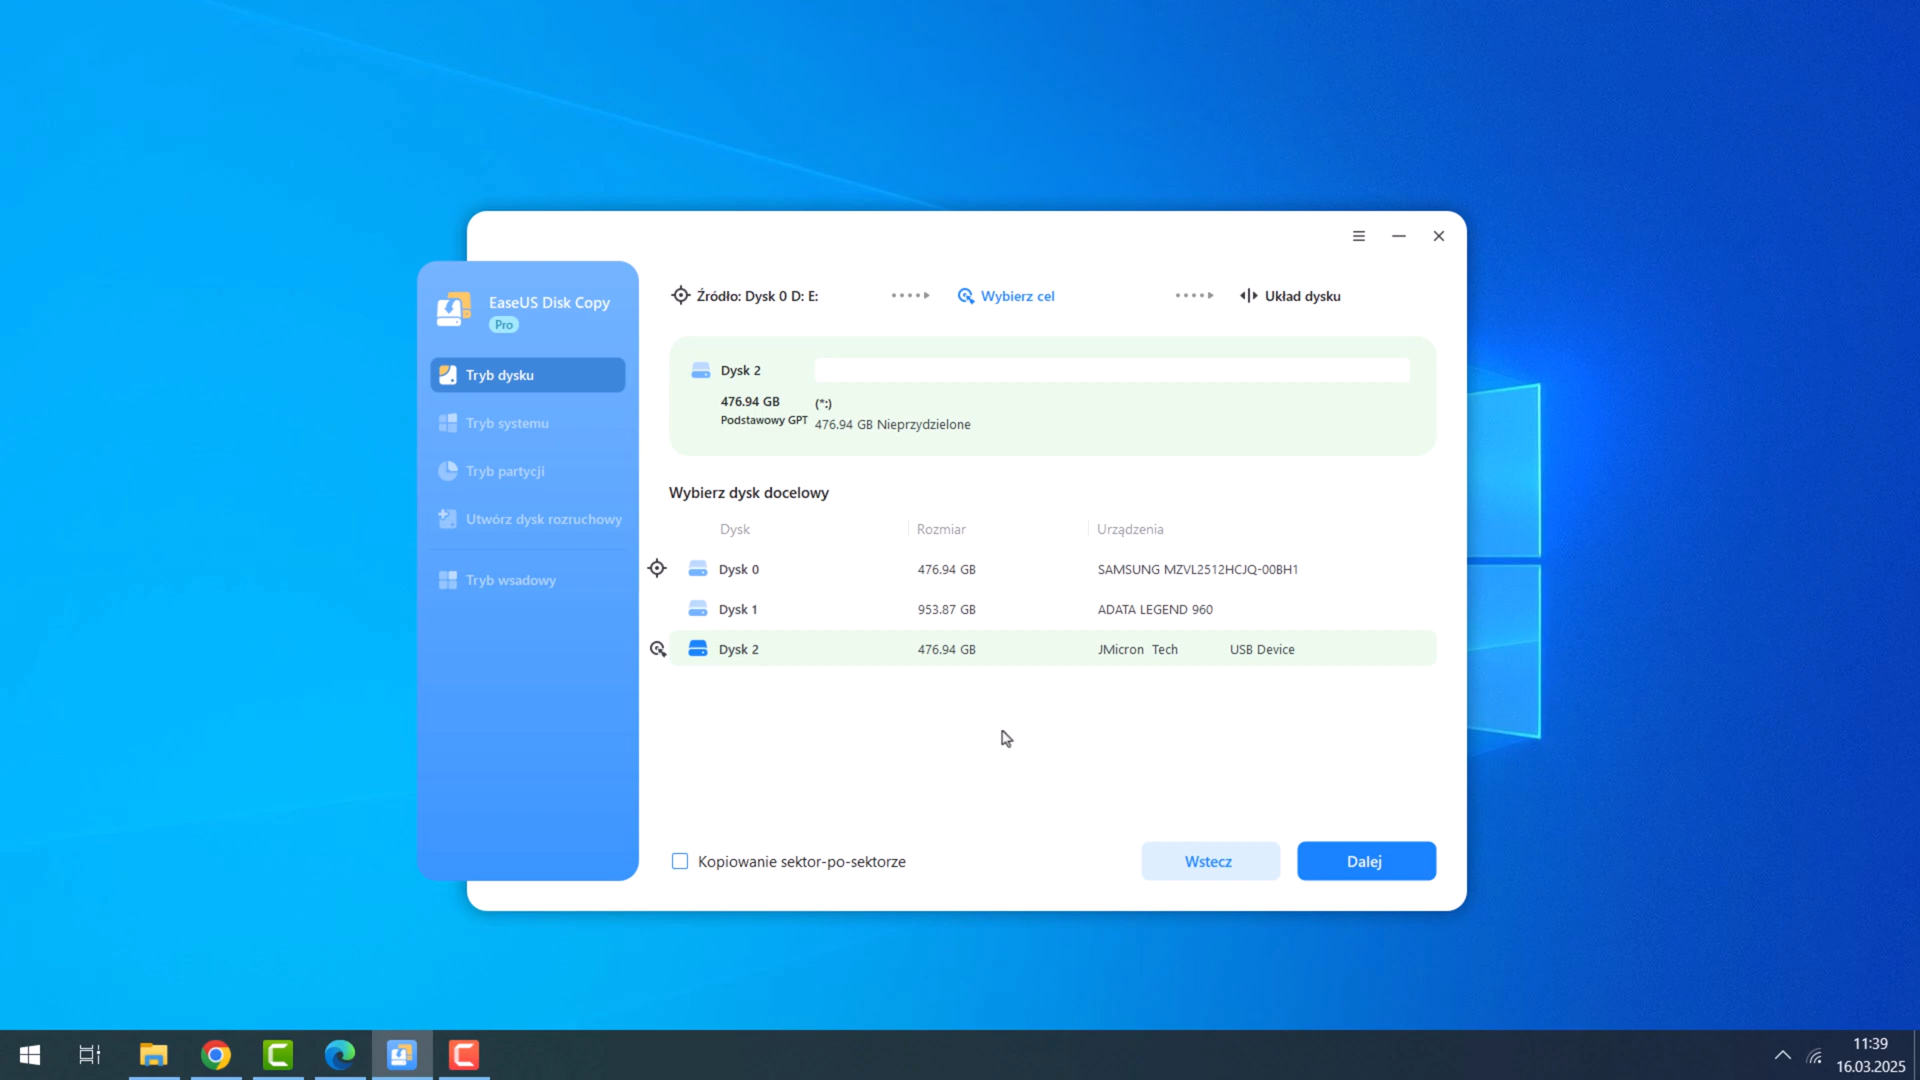 EaseUS Disk Copy
Pro
Tryb dysku
Tryb systemu
Tryb partycji
Utwórz dysk rozruchowy
Tryb wsadowy
Źródło: Dysk 0 D: E:
Wybierz cel
Układ dysku
Dysk 2
476.94 GB
Podstawowy GPT
(*:)
476.94 GB Nieprzydzielone
Wybierz dysk docelowy
Dysk Rozmiar Urządzenia
Dysk 0 476.94 GB SAMSUNG MZVL2512HCJQ-00BH1
Dysk 1 953.87 GB ADATA LEGEND 960
Dysk 2 476.94 GB JMicron Tech USB Device
Kopiowanie sektor-po-sektorze
Wstecz
Dalej
11:39
16.03.2025